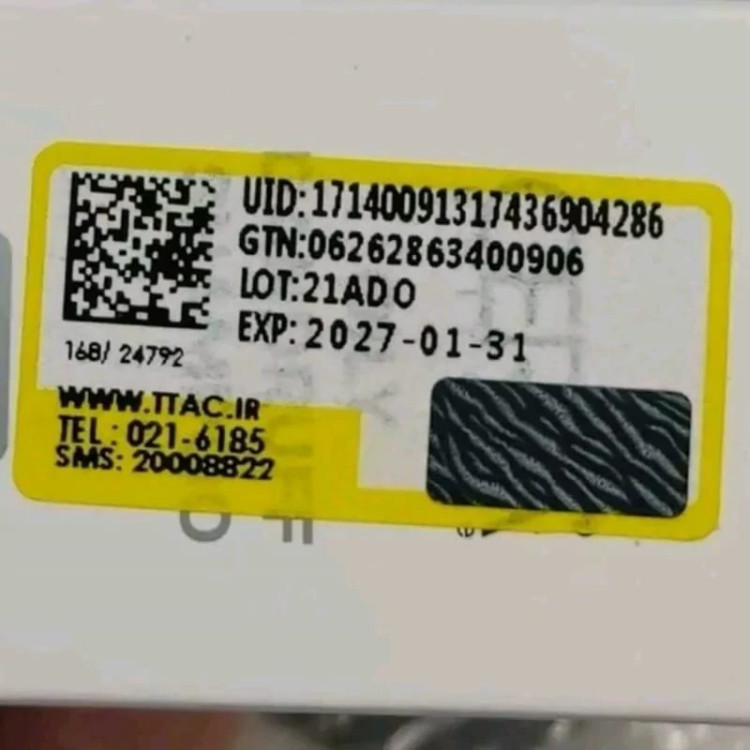 UID:17140091317436904286
GTN:06262863400906
LOT:21ADO
EXP: 2027-01-31
168/ 24792
WWW.TTAC.IR
TEL : 021-6185
SMS: 20008822